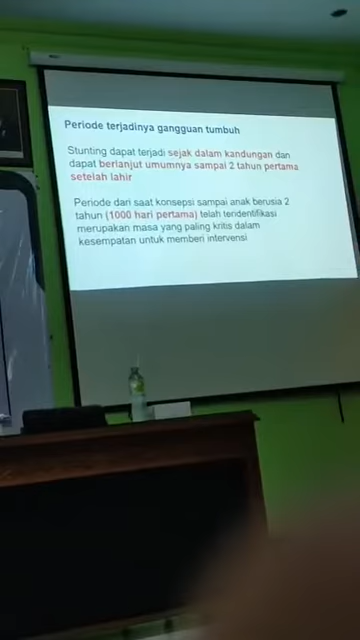 Periode terjadinya gangguan tumbuh
Stunting dapat terjadi sejak dalam kandungan dan
dapat berlanjut umumnya sampai 2 tahun pertama
setelah lahir
Periode dari saat konsepsi sampai anak berusia 2
tahun (1000 hari pertama) telah teridentifikasi
merupakan masa yang paling kritis dalam
kesempatan untuk memberi intervensi